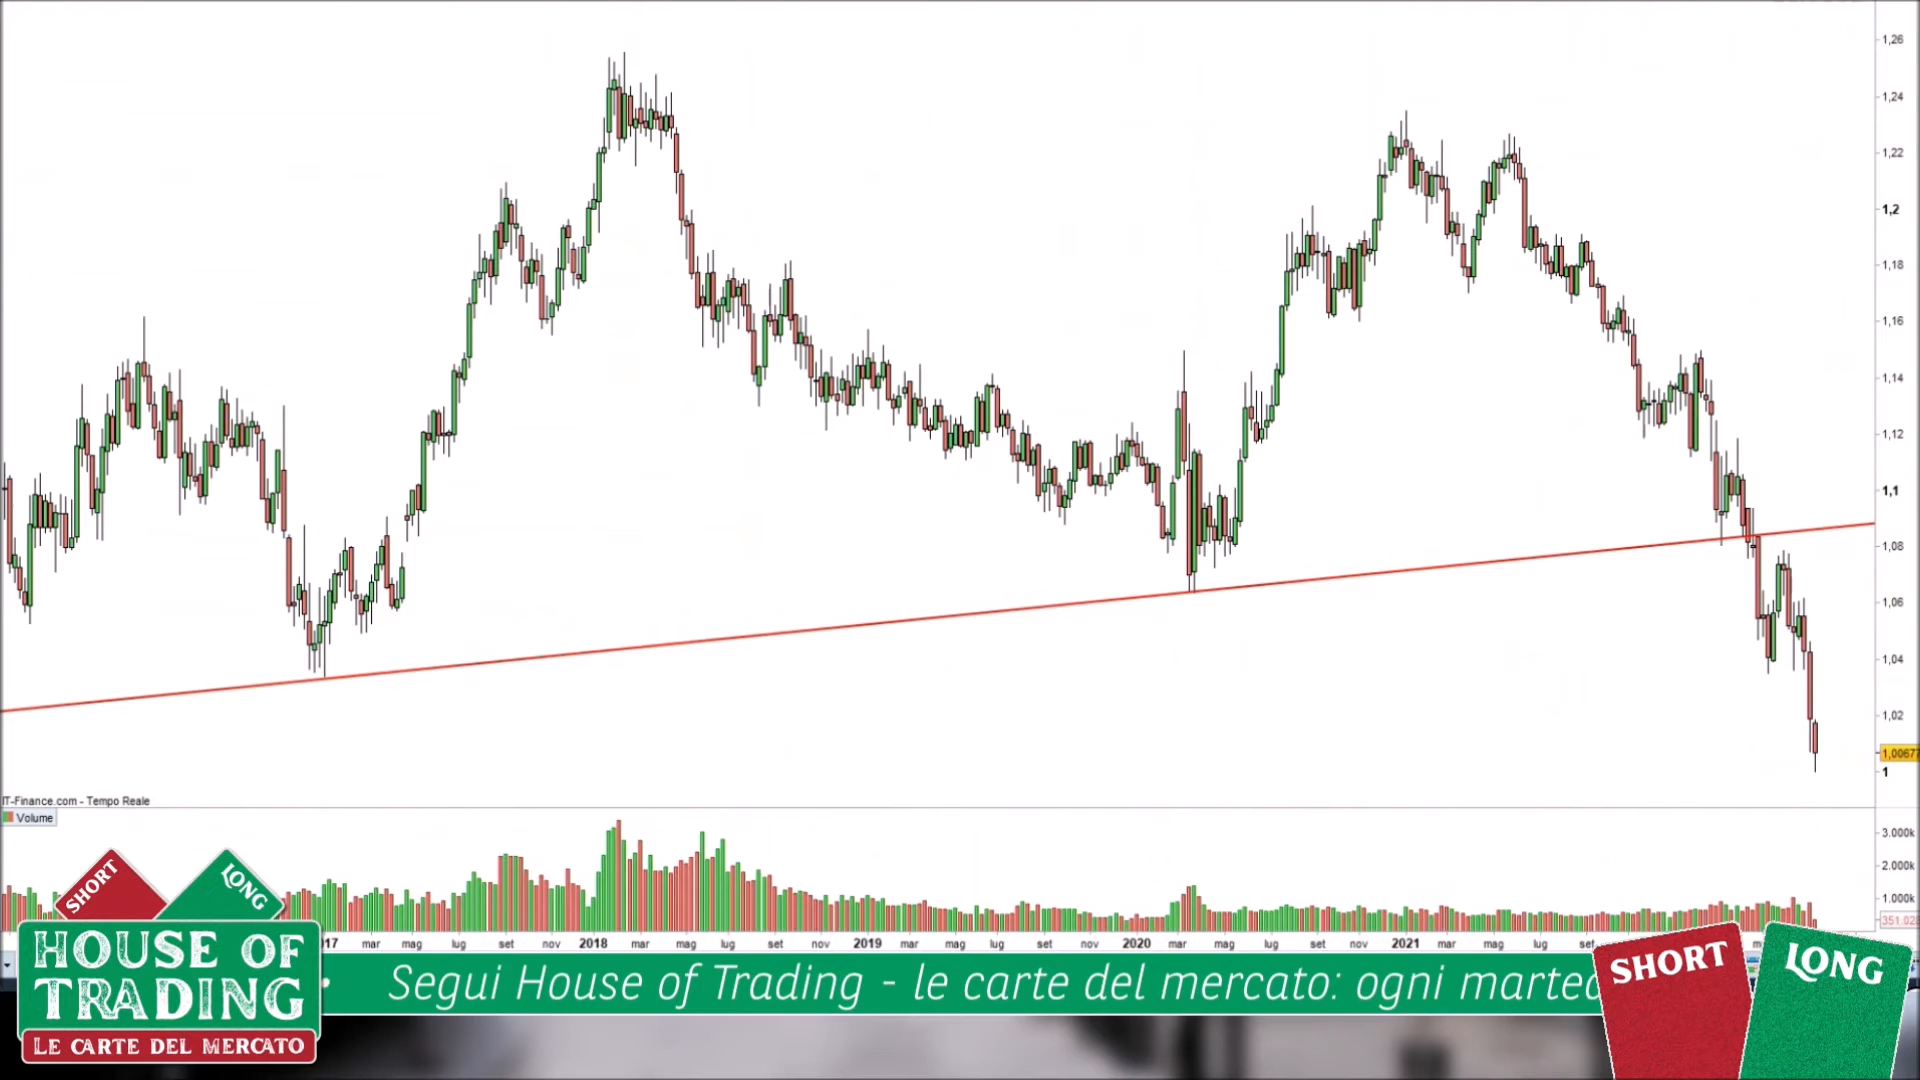 1,26
1,24
1,22
1,2
1,18
1,16
1,14
1,12
1,1
1,08
1,06
1,04
1,02
1,00677
1
IT-Finance.com - Tempo Reale
Volume
3.000k
2.000k
1.000k
351.028
17 mar mag lug set nov 2018 mar mag lug set nov 2019 mar mag lug set nov 2020 mar mag lug set nov 2021 mar mag lug set
SHORT
LONG
HOUSE OF
TRADING
LE CARTE DEL MERCATO
Segui House of Trading - le carte del mercato: ogni marted
SHORT
LONG